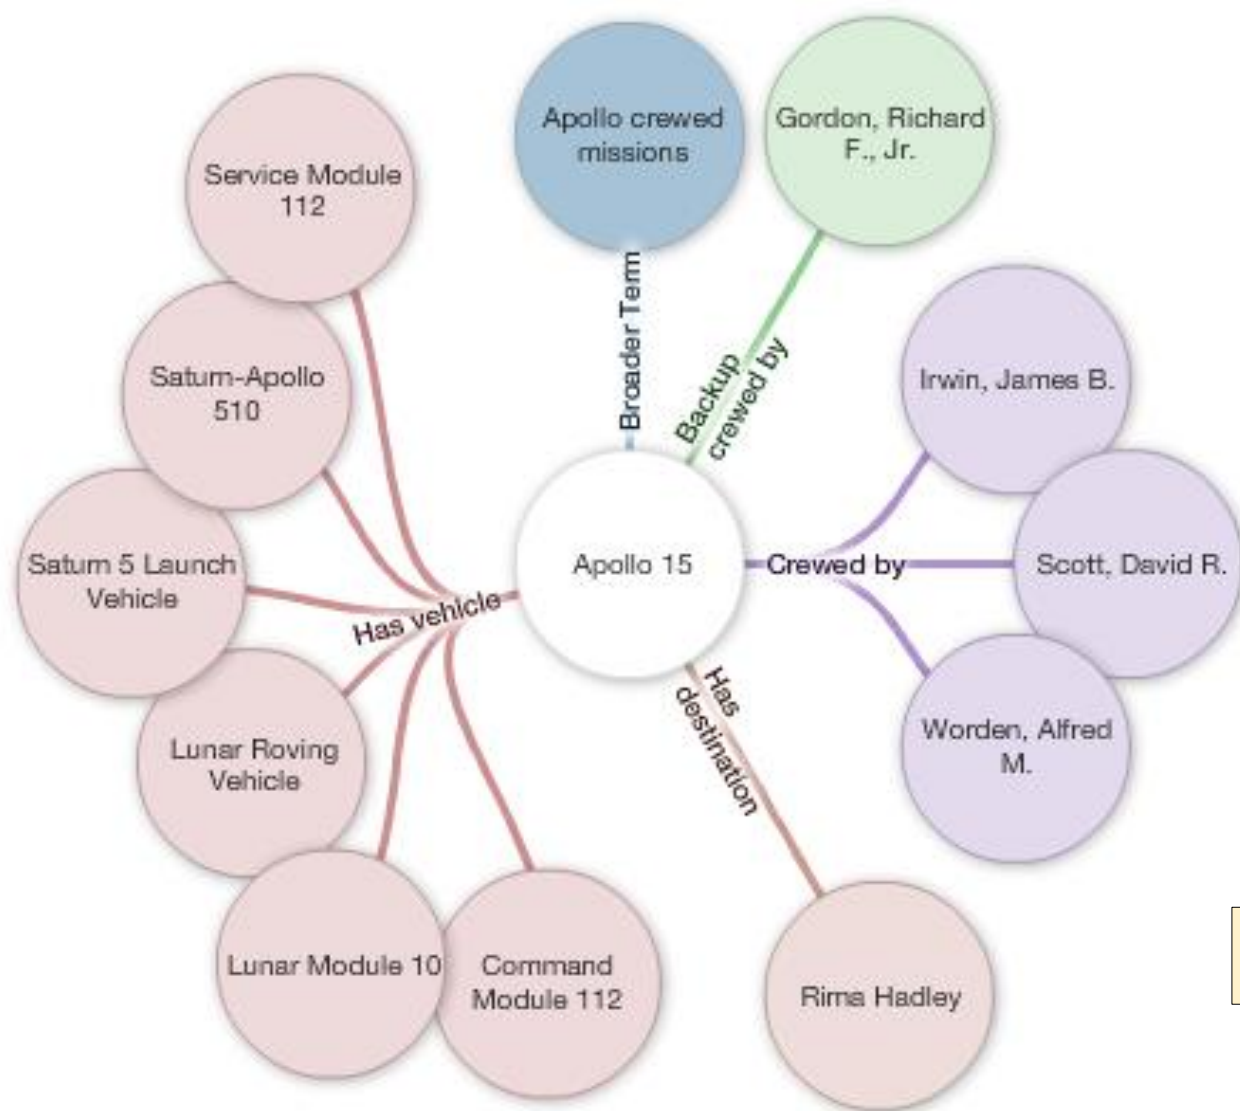 Apollo crewed
missions
Gordon, Richard
F., Jr.
Service Module
112
Broader Term
Backup
crewed by
Saturn-Apollo
510
Irwin, James B.
Saturn 5 Launch
Vehicle
Has vehicle
Apollo 15
Crewed by
Scott, David R.
Lunar Roving
Vehicle
Has
destination
Worden, Alfred
M.
Lunar Module 10
Command
Module 112
Rima Hadley